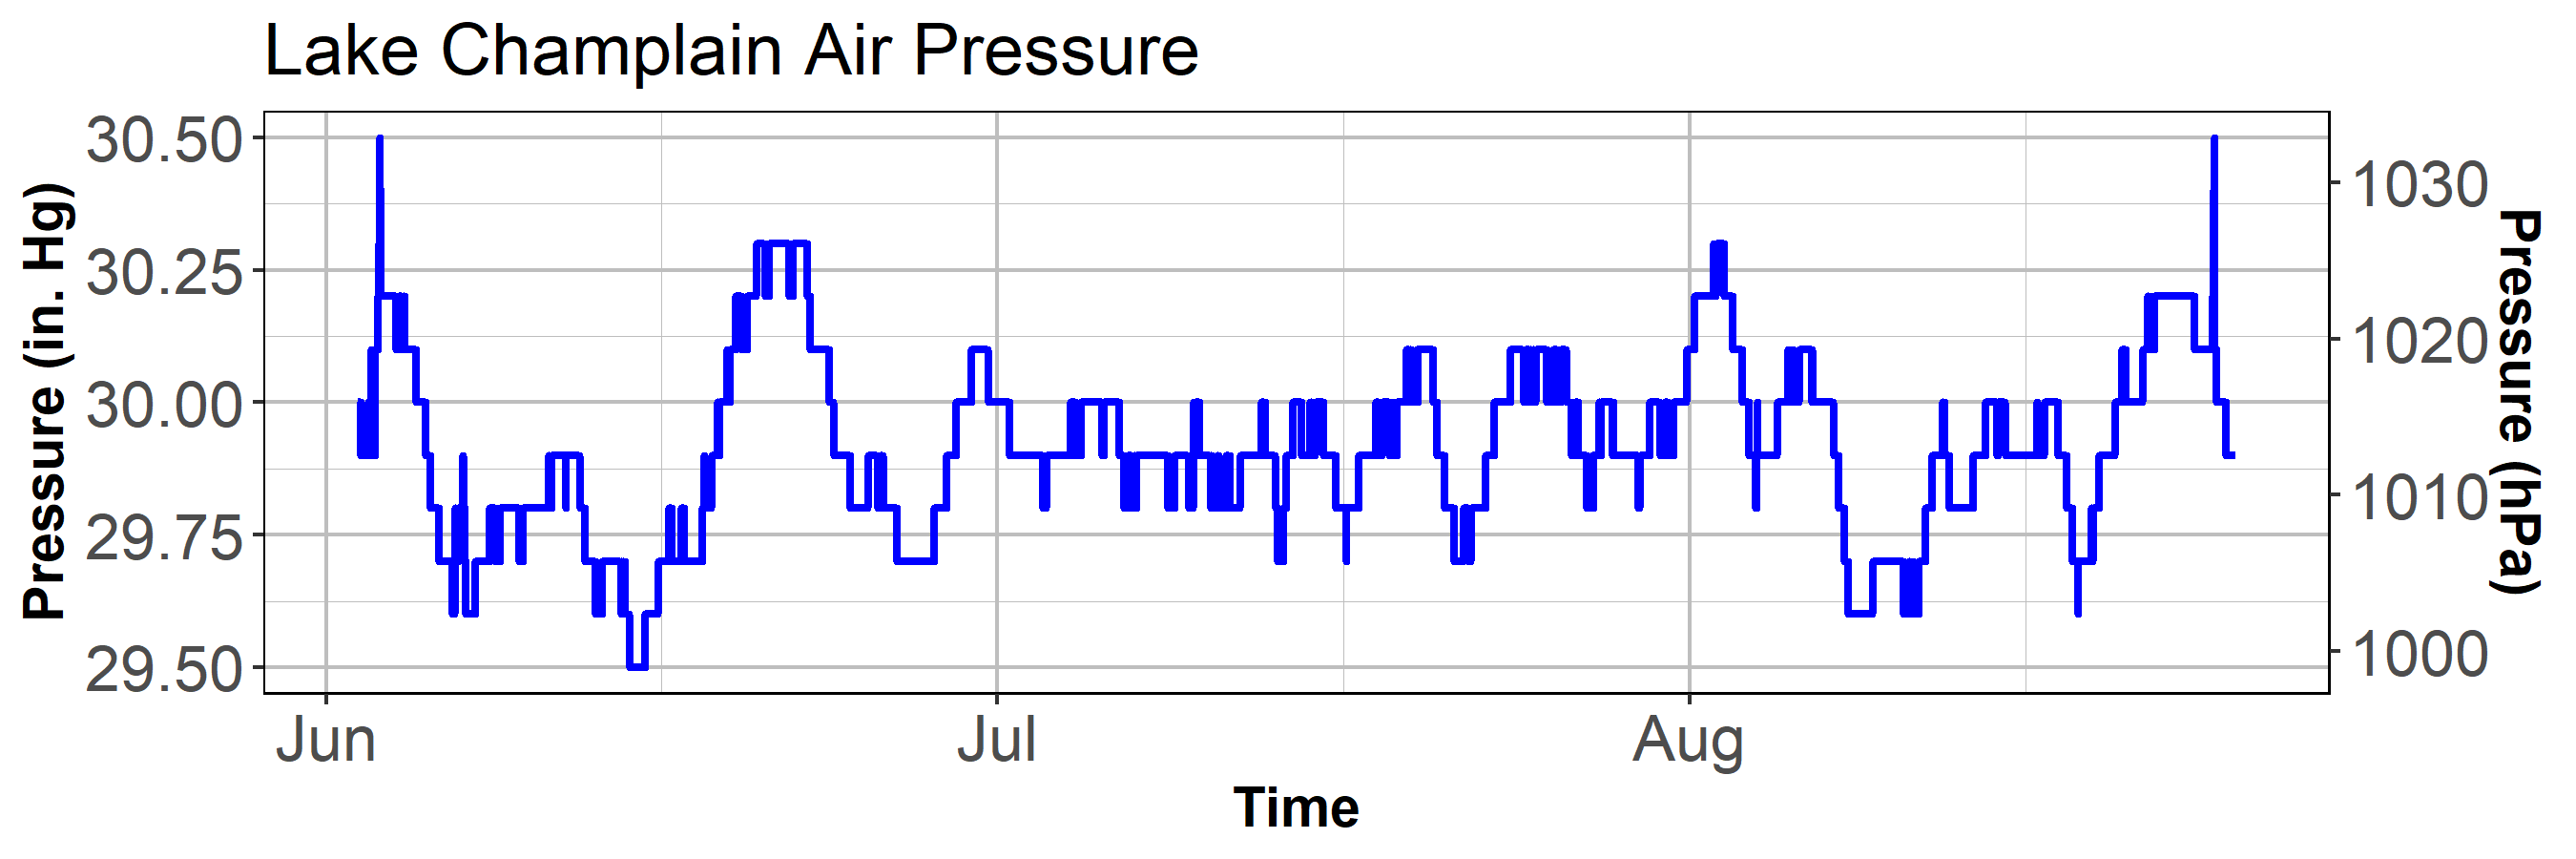 Lake Champlain Air Pressure
30.50
30.25
30.00
29.75
29.50
Pressure (in. Hg)
1030
1020
1010
1000
Pressure (hPa)
Jun
Jul
Aug
Time